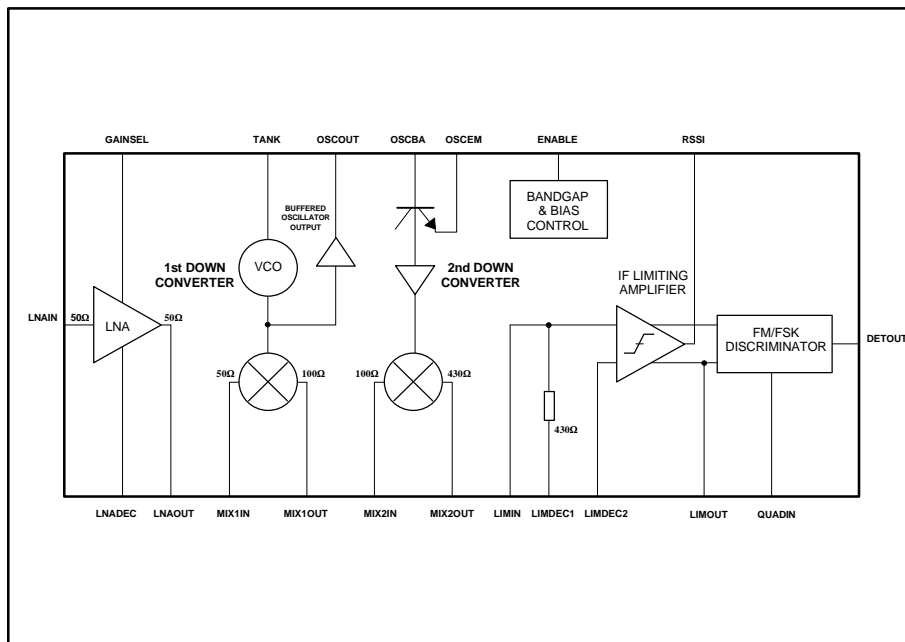 GAINSEL
TANK
OSCOUT
OSCBA
OSCEM
ENABLE
RSSI
BUFFERED
OSCILLATOR
OUTPUT
BANDGAP
& BIAS
CONTROL
1st DOWN
CONVERTER
VCO
2nd DOWN
CONVERTER
IF LIMITING
AMPLIFIER
LNAIN
50Ω
LNA
50Ω
FM/FSK
DISCRIMINATOR
DETOUT
50Ω
100Ω
100Ω
430Ω
430Ω
LNADEC
LNAOUT
MIX1IN
MIX1OUT
MIX2IN
MIX2OUT
LIMIN
LIMDEC1
LIMDEC2
LIMOUT
QUADIN